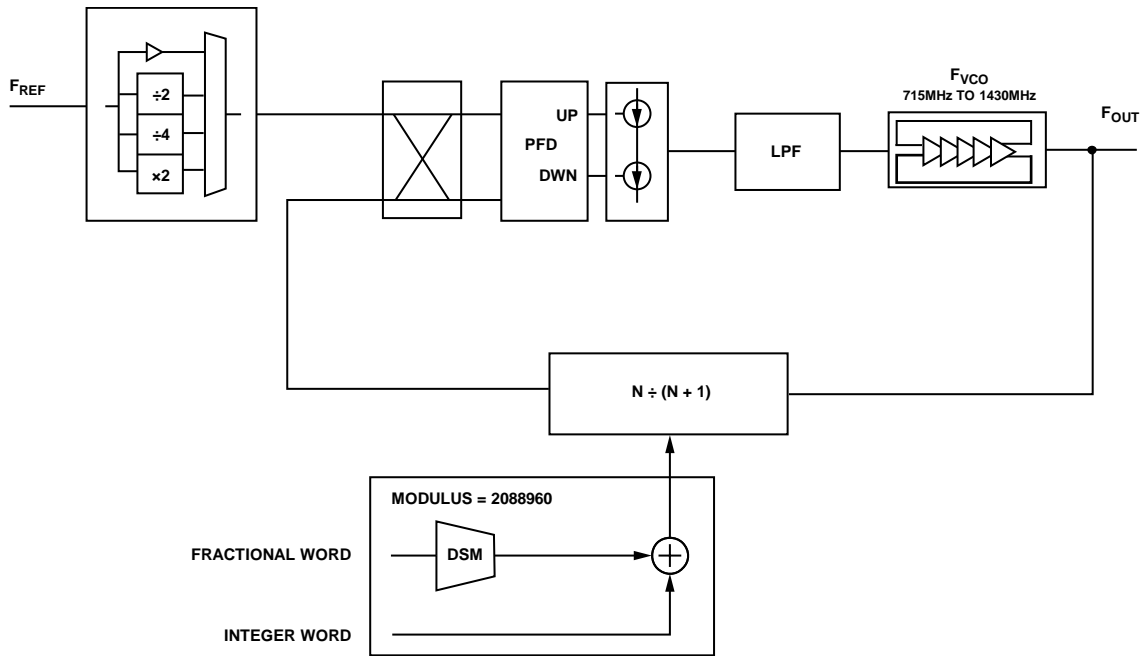 F_REF
÷2
÷4
×2
UP
PFD
DWN
LPF
F_VCO
715MHz TO 1430MHz
F_OUT
N ÷ (N + 1)
MODULUS = 2088960
FRACTIONAL WORD
DSM
INTEGER WORD